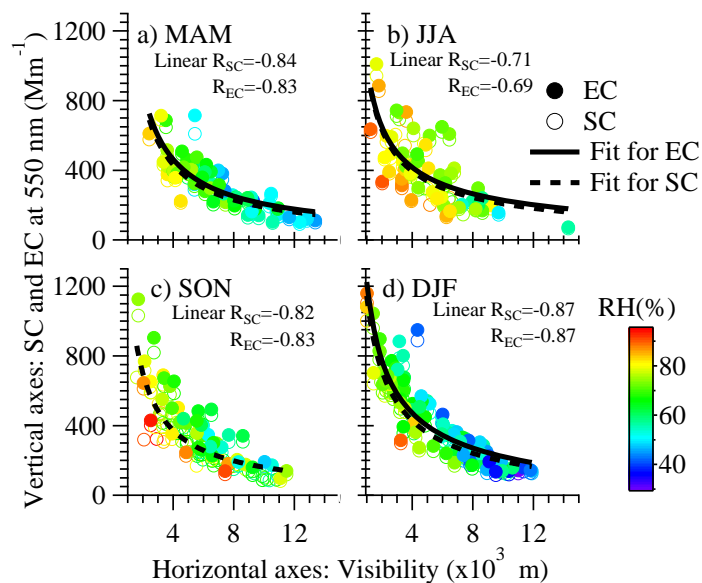 1200
800
400
0
a) MAM
Linear R_SC=-0.84
R_EC=-0.83
b) JJA
Linear R_SC=-0.71
R_EC=-0.69
EC
SC
Fit for EC
Fit for SC
1200
800
400
0
c) SON
Linear R_SC=-0.82
R_EC=-0.83
d) DJF
Linear R_SC=-0.87
R_EC=-0.87
RH(%)
80
60
40
4 8 12
4 8 12
Vertical axes: SC and EC at 550 nm (Mm⁻¹)
Horizontal axes: Visibility (x10³ m)